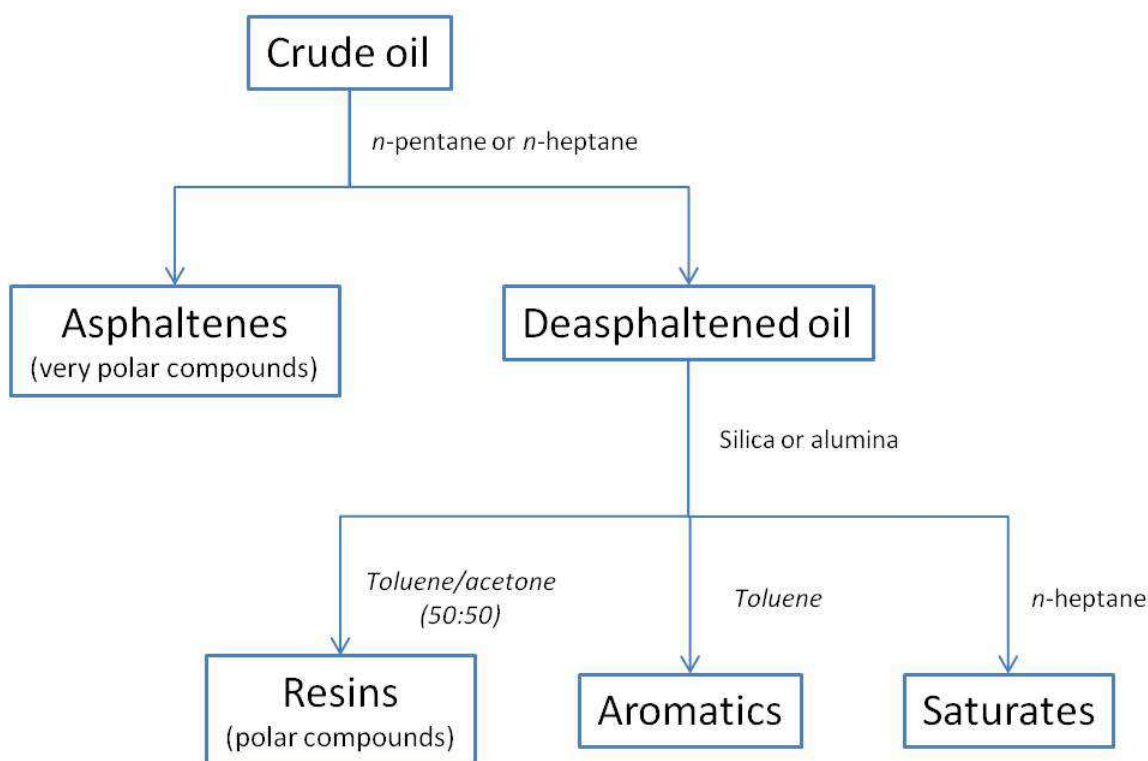 Crude oil
n-pentane or n-heptane
Asphaltenes
(very polar compounds)
Deasphaltened oil
Silica or alumina
Toluene/acetone
(50:50)
Toluene
n-heptane
Resins
(polar compounds)
Aromatics
Saturates